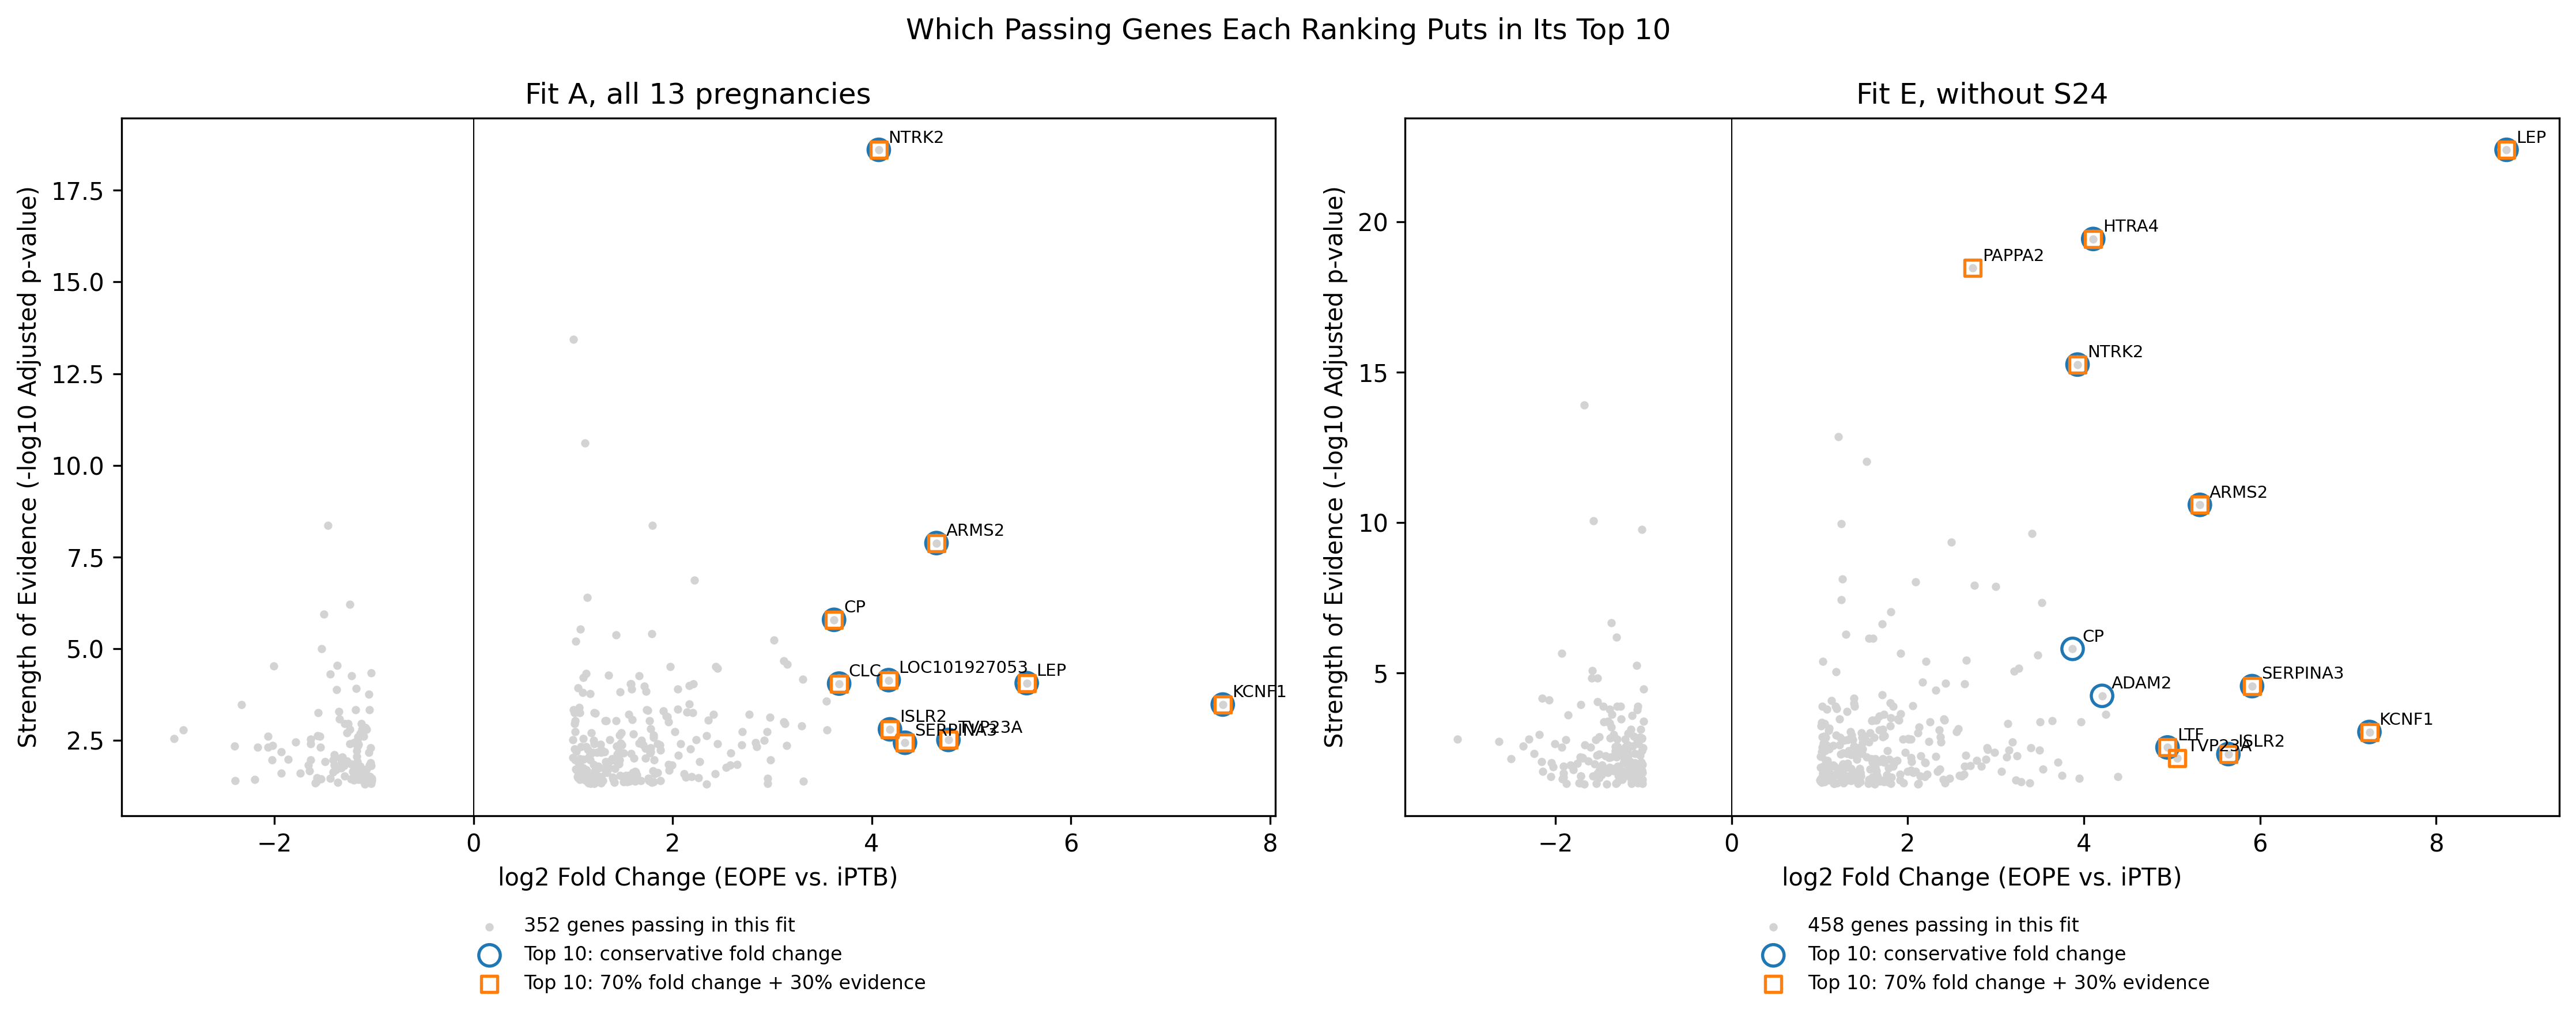 Which Passing Genes Each Ranking Puts in Its Top 10
Fit A, all 13 pregnancies
Strength of Evidence (-log10 Adjusted p-value)
17.5
15.0
12.5
10.0
7.5
5.0
2.5
NTRK2
ARMS2
CP
CLC
LOC101927053
LEP
KCNF1
ISLR2
SERPINA3
TVP23A
−2
0
2
4
6
8
log2 Fold Change (EOPE vs. iPTB)
352 genes passing in this fit
Top 10: conservative fold change
Top 10: 70% fold change + 30% evidence
Fit E, without S24
Strength of Evidence (-log10 Adjusted p-value)
20
15
10
5
LEP
HTRA4
PAPPA2
NTRK2
ARMS2
CP
ADAM2
SERPINA3
KCNF1
LTF
TVP23A
ISLR2
−2
0
2
4
6
8
log2 Fold Change (EOPE vs. iPTB)
458 genes passing in this fit
Top 10: conservative fold change
Top 10: 70% fold change + 30% evidence